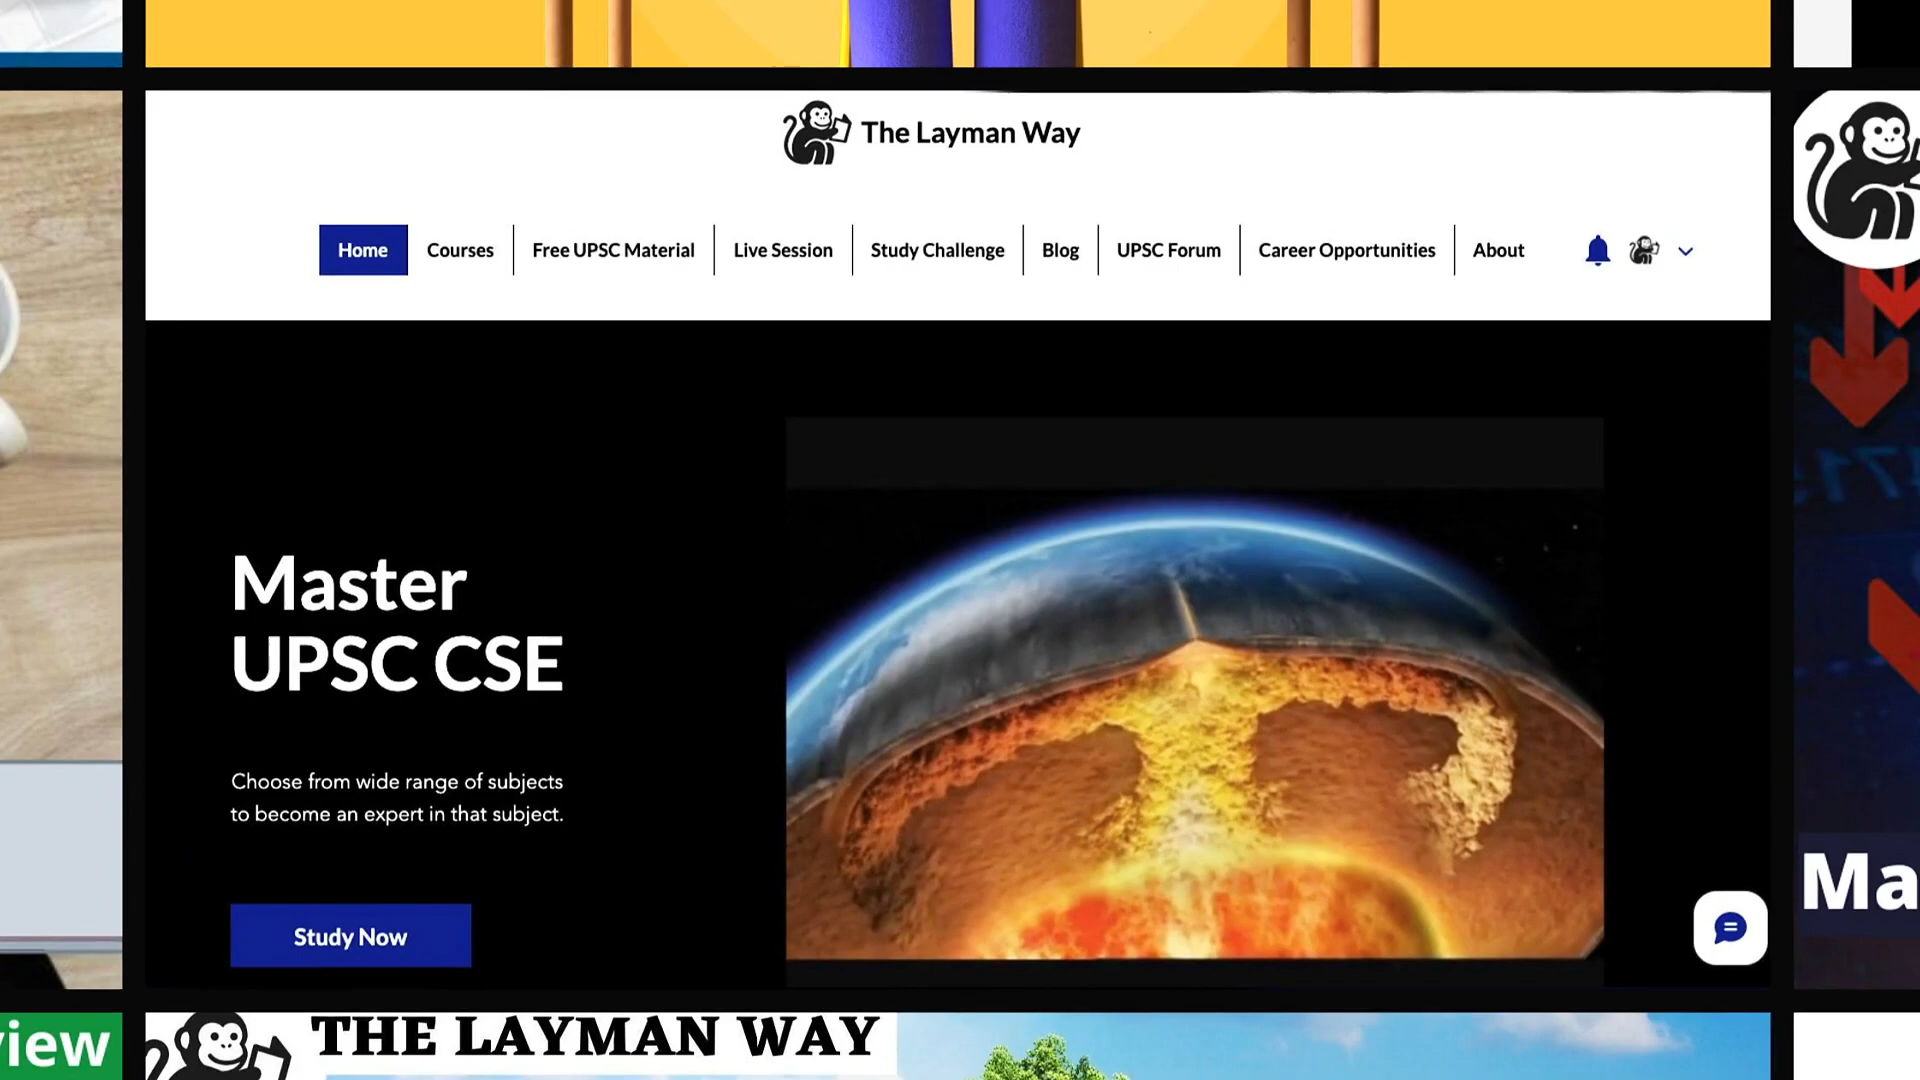 The Layman Way
Home
Courses
Free UPSC Material
Live Session
Study Challenge
Blog
UPSC Forum
Career Opportunities
About
Master
UPSC CSE
Choose from wide range of subjects
to become an expert in that subject.
Study Now
Ma
view
THE LAYMAN WAY